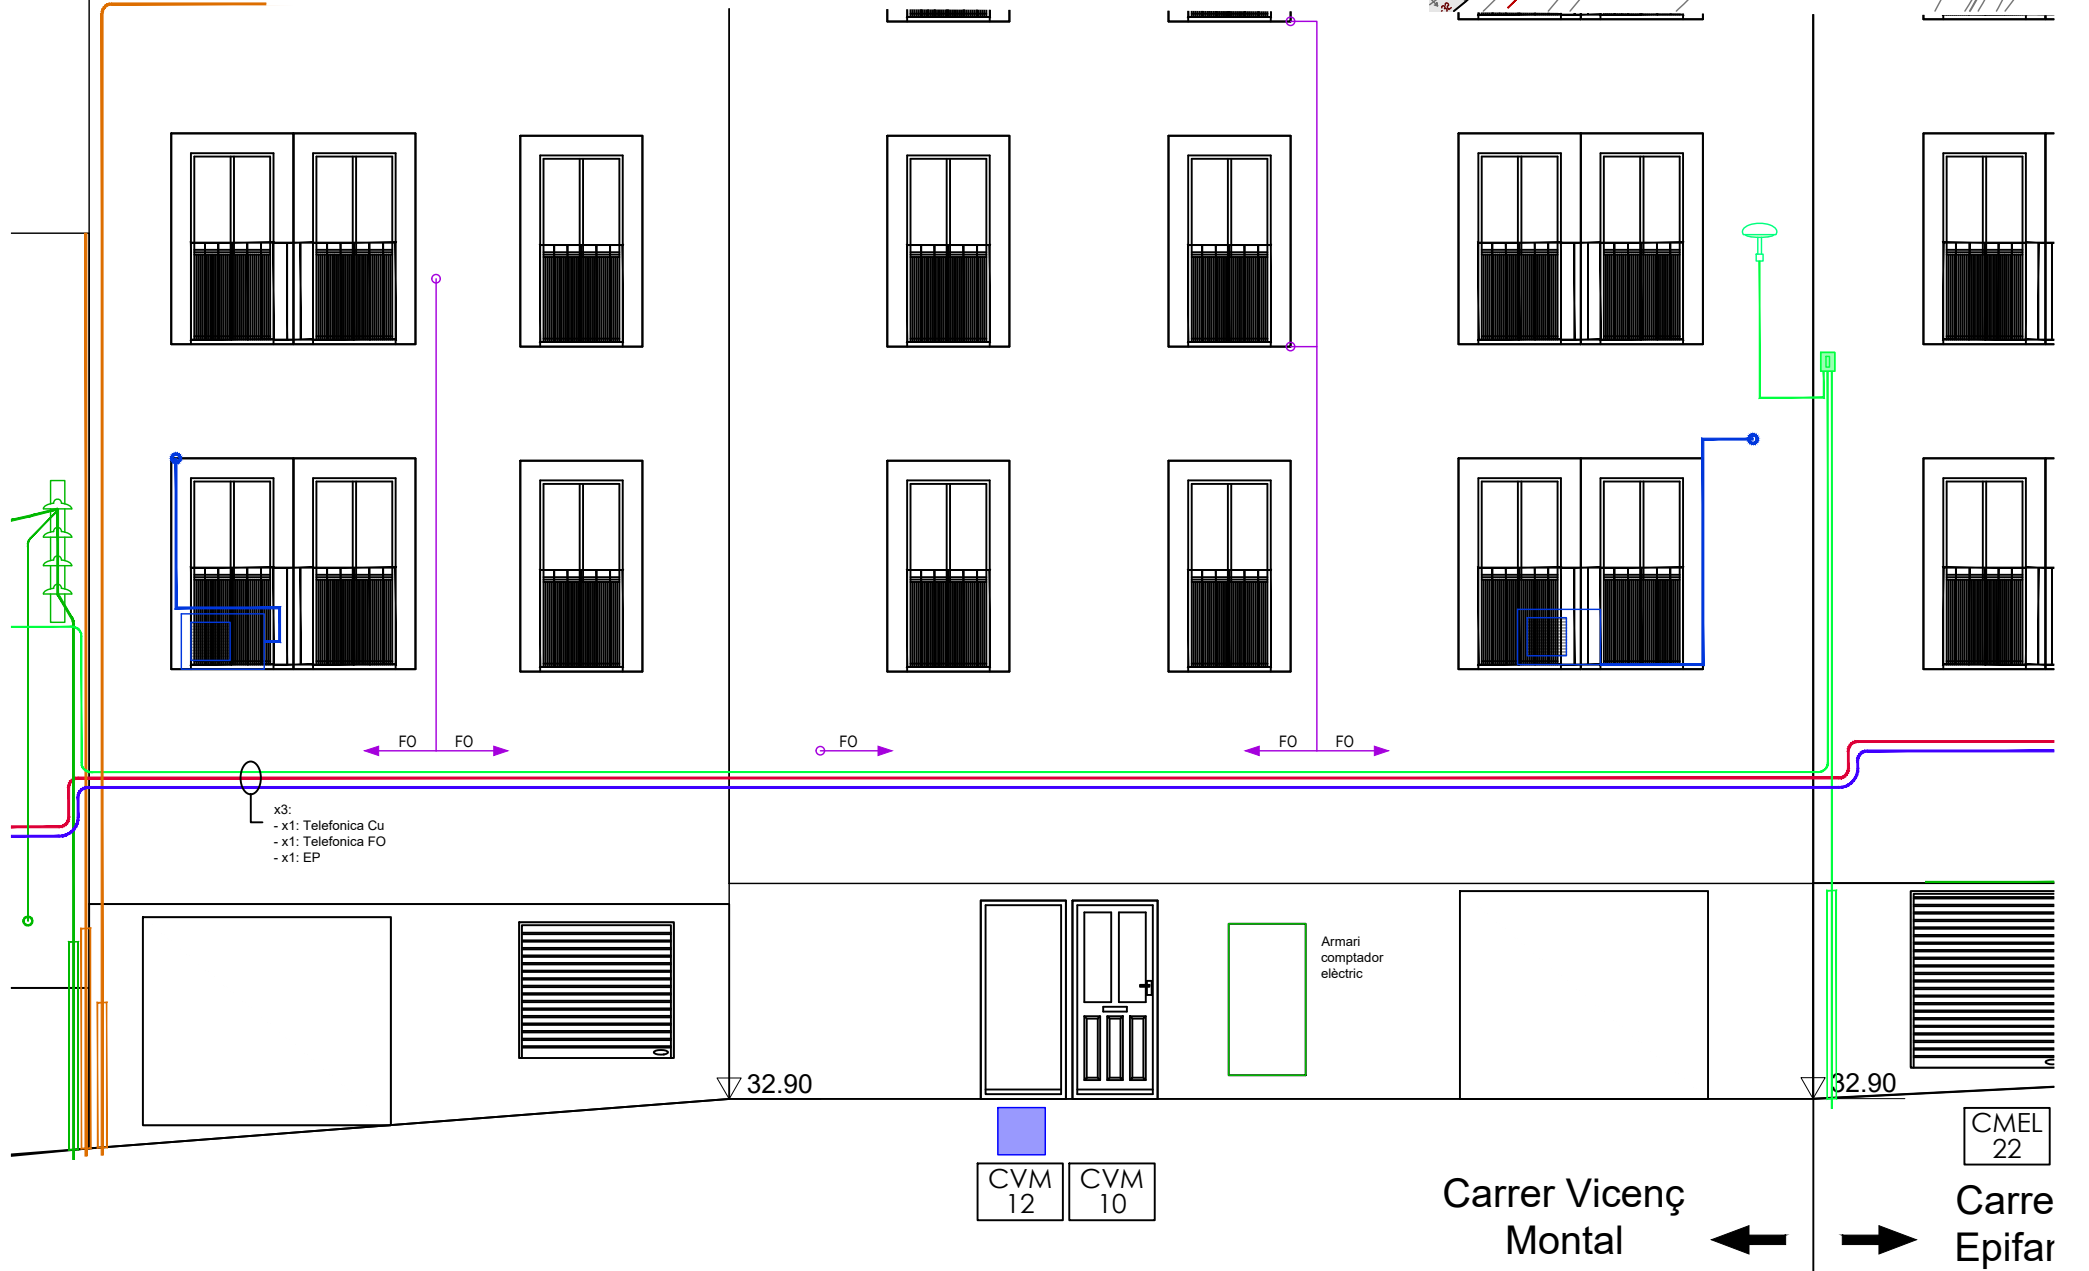 FO
FO
FO
FO
FO
x3:
- x1: Telefonica Cu
- x1: Telefonica FO
- x1: EP
Armari
comptador
elèctric
32.90
32.90
CVM
12
CVM
10
CMEL
22
Carrer Vicenç
Montal
Carre
Epifar